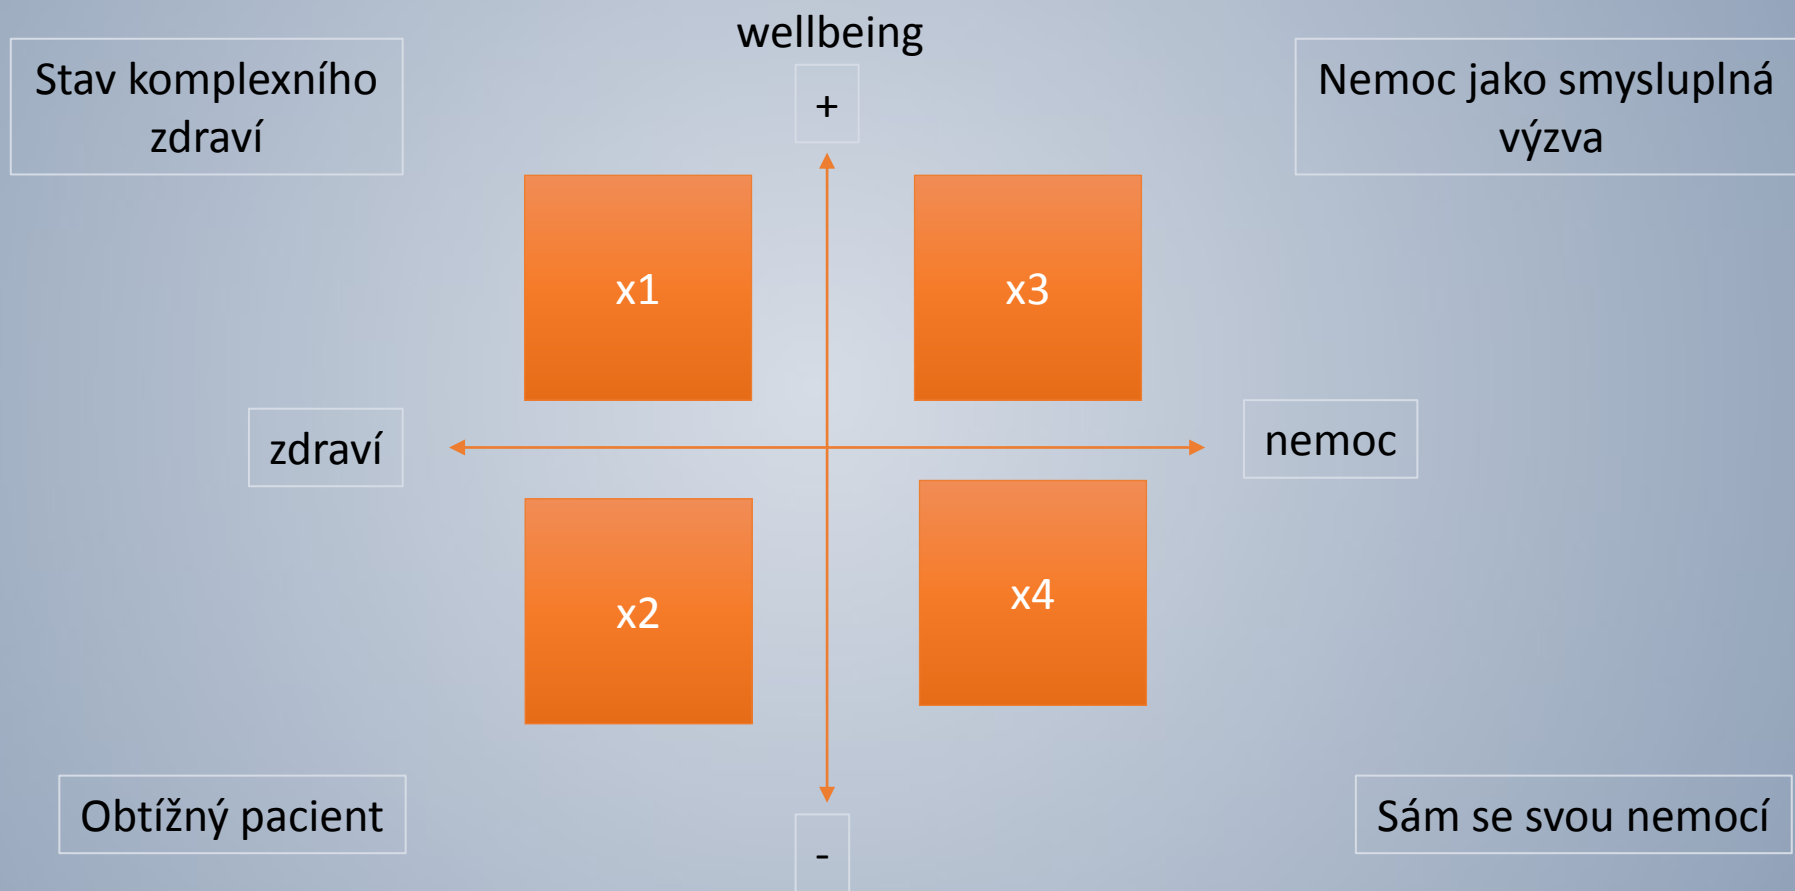 wellbeing
Stav komplexního
zdraví
+
Nemoc jako smysluplná
výzva
x1
x3
zdraví
nemoc
x2
x4
Obtížný pacient
-
Sám se svou nemocí